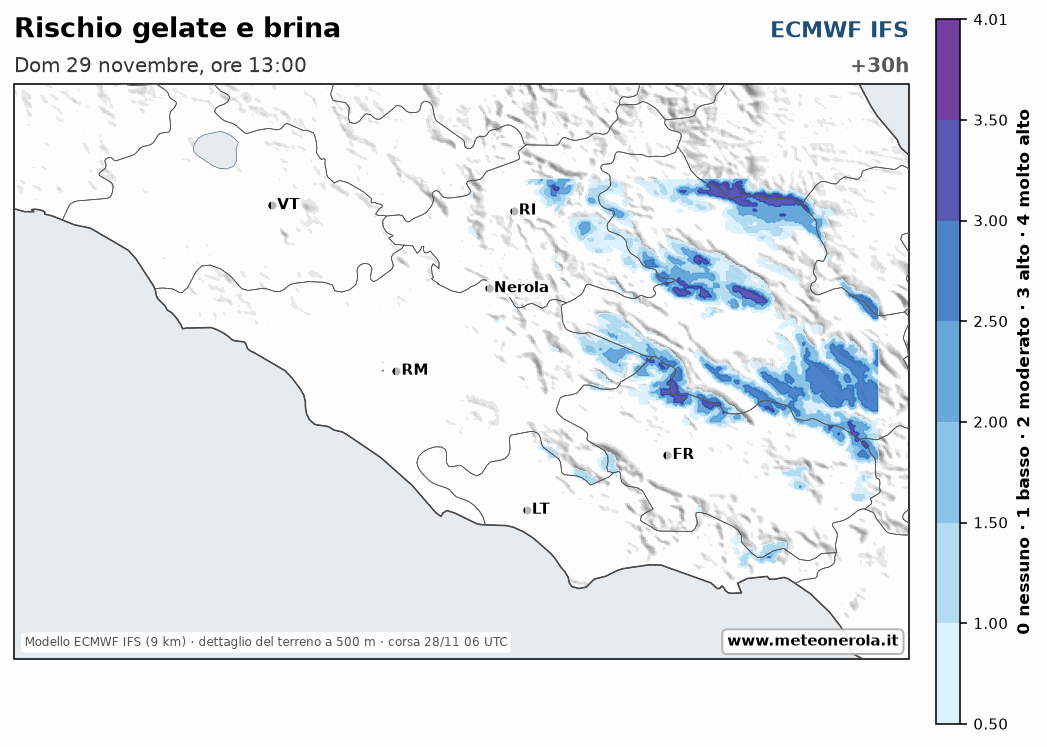 Rischio gelate e brina
ECMWF IFS
Dom 29 novembre, ore 13:00
+30h
4.01
3.50
3.00
2.50
2.00
1.50
1.00
0.50
0 nessuno · 1 basso · 2 moderato · 3 alto · 4 molto alto
VT
RI
Nerola
RM
FR
LT
Modello ECMWF IFS (9 km) · dettaglio del terreno a 500 m · corsa 28/11 06 UTC
www.meteonerola.it